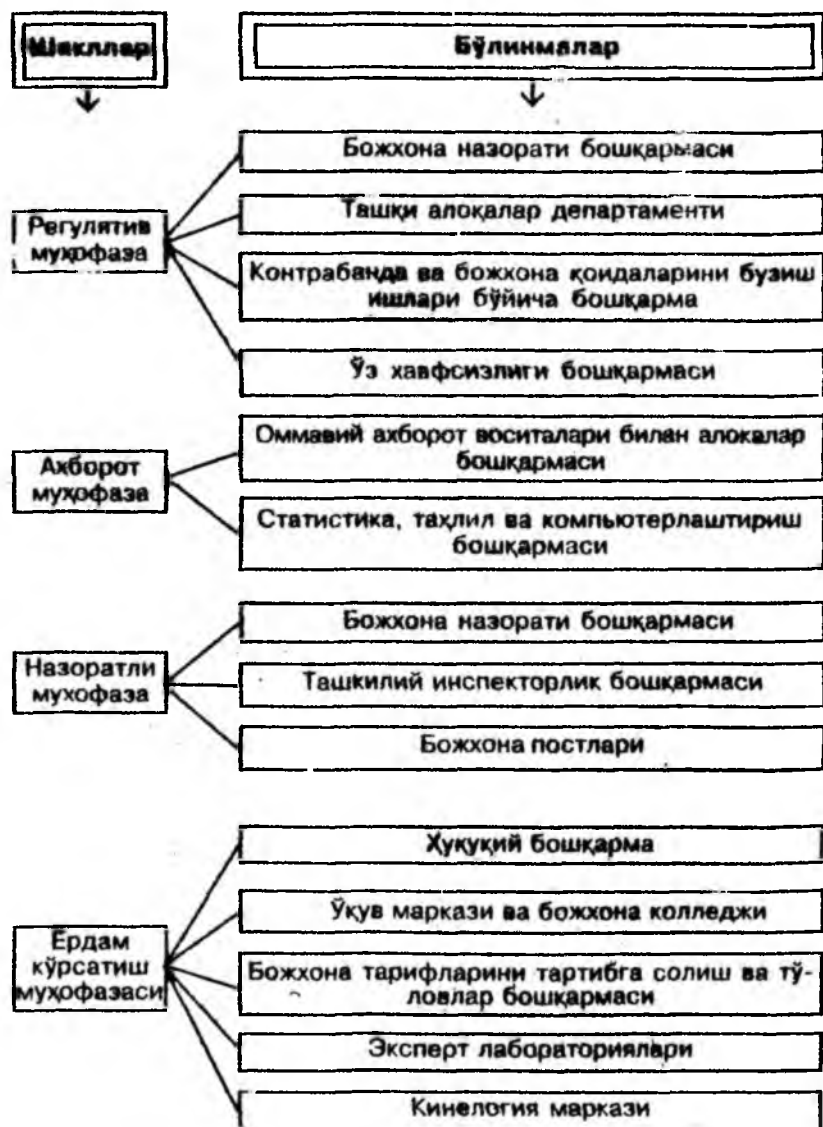 Шакллар
Бўлинмалар
Божхона назорати бошқармаси
Ташқи алоқалар департаменти
Регулятив
муҳофаза
Контрабанда ва божхона қоидаларини бузиш
ишлари бўйича бошқарма
Ўз хавфсизлиги бошқармаси
Оммавий ахборот воситалари билан алокалар
бошқармаси
Ахборот
муҳофаза
Статистика, таҳлил ва компьютерлаштириш
бошқармаси
Божхона назорати бошқармаси
Назоратли
мухофаза
Ташкилий инспекторлик бошқармаси
Божхона постлари
Ҳуқуқий бошқарма
Ўқув маркази ва божхона колледжи
Ёрдам
кўрсатиш
муҳофазаси
Божхона тарифларини тартибга солиш ва тў-
ловлар бошқармаси
Эксперт лабораториялари
Кинелогия маркази